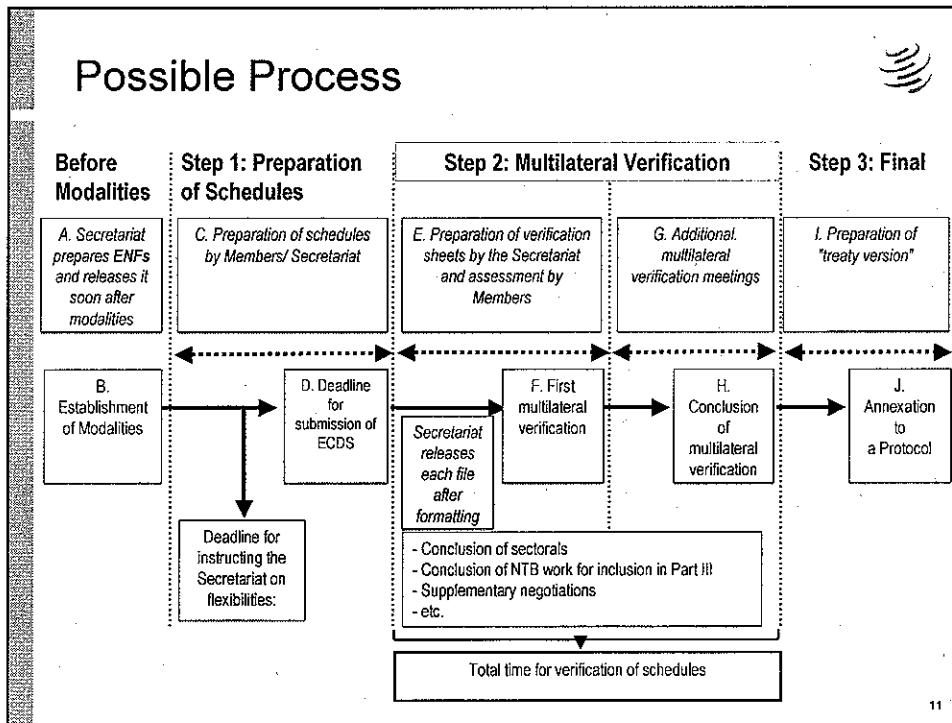 Possible Process
Before
Modalities
Step 1: Preparation
of Schedules
Step 2: Multilateral Verification
Step 3: Final
A. Secretariat
prepares ENFs
and releases it
soon after
modalities
C. Preparation of schedules
by Members/ Secretariat
E. Preparation of verification
sheets by the Secretariat
and assessment by
Members
G. Additional.
multilateral
verification meetings
I. Preparation of
"treaty version"
B.
Establishment
of Modalities
D. Deadline
for
submission of
ECDS
Secretariat
releases
each file
after
formatting
F. First
multilateral
verification
H.
Conclusion
of
multilateral
verification
J.
Annexation
to
a Protocol
Deadline for
instructing the
Secretariat on
flexibilities:
- Conclusion of sectorals
- Conclusion of NTB work for inclusion in Part III
- Supplementary negotiations
- etc.
Total time for verification of schedules
11